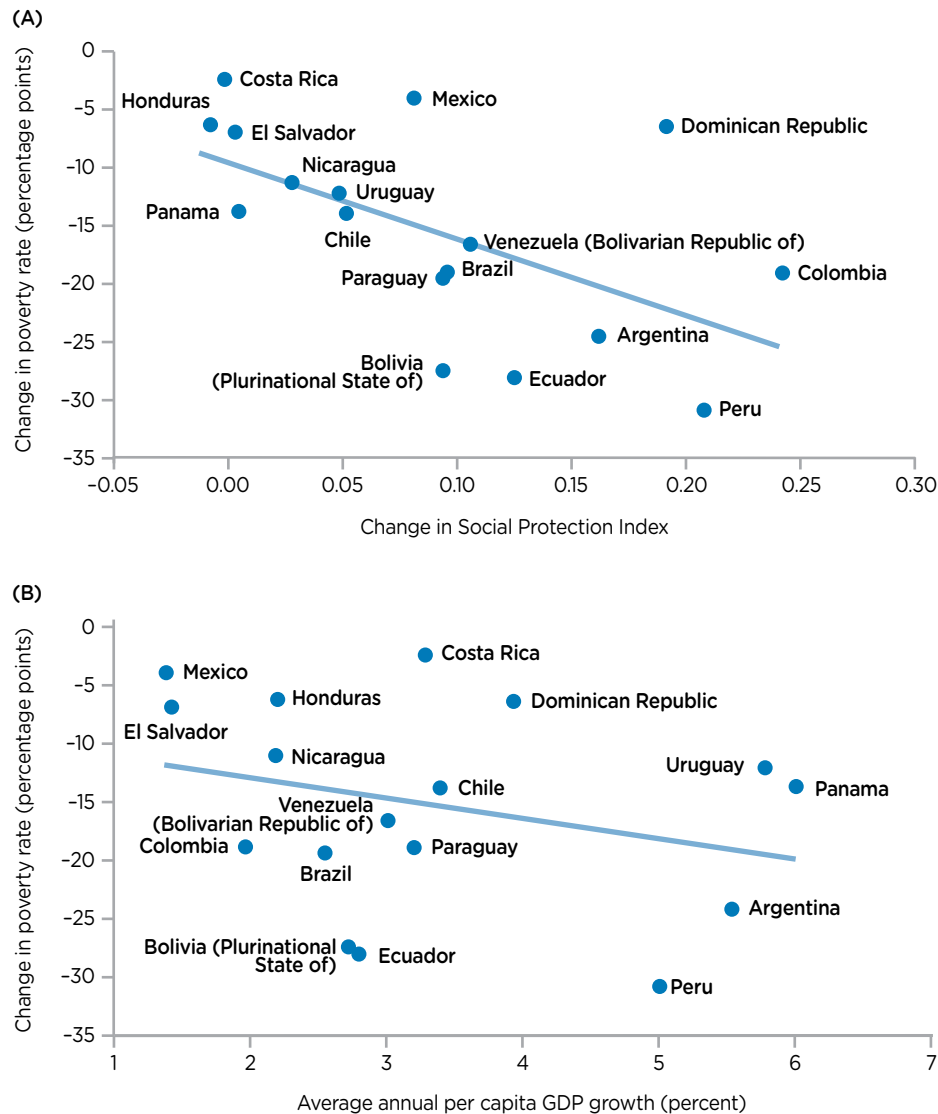 (A)
Change in poverty rate (percentage points)
0
-5
-10
-15
-20
-25
-30
-35
Costa Rica
Honduras
El Salvador
Mexico
Dominican Republic
Nicaragua
Uruguay
Panama
Chile
Venezuela (Bolivarian Republic of)
Brazil
Paraguay
Colombia
Argentina
Bolivia
(Plurinational State of)
Ecuador
Peru
-0.05
0.00
0.05
0.10
0.15
0.20
0.25
0.30
Change in Social Protection Index
(B)
Change in poverty rate (percentage points)
0
-5
-10
-15
-20
-25
-30
-35
Costa Rica
Mexico
Honduras
Dominican Republic
El Salvador
Nicaragua
Uruguay
Panama
Chile
Venezuela
(Bolivarian Republic of)
Colombia
Paraguay
Brazil
Argentina
Bolivia (Plurinational
State of)
Ecuador
Peru
1
2
3
4
5
6
7
Average annual per capita GDP growth (percent)